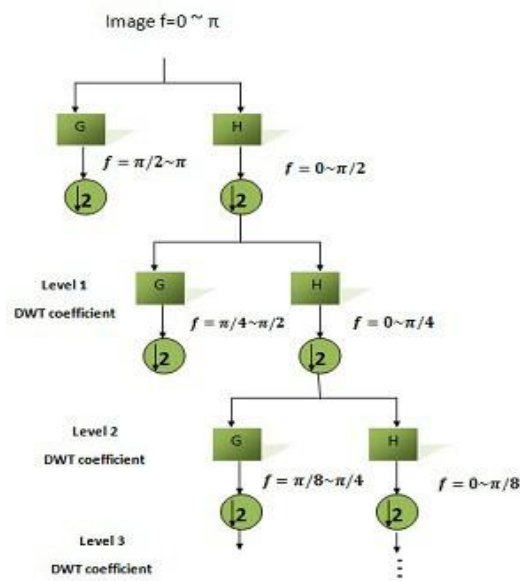 Image f=0 ~ π
G
H
f = π/2~π
f = 0~π/2
↓2
↓2
Level 1
DWT coefficient
G
H
f = π/4~π/2
f = 0~π/4
↓2
↓2
Level 2
DWT coefficient
G
H
f = π/8~π/4
f = 0~π/8
↓2
↓2
Level 3
DWT coefficient